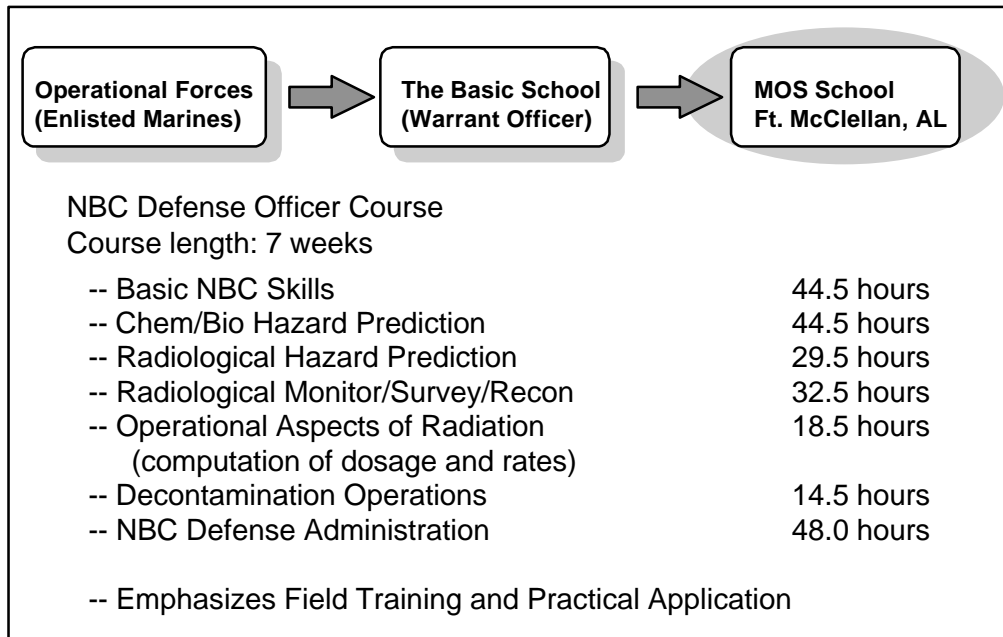 Operational Forces
(Enlisted Marines)
The Basic School
(Warrant Officer)
MOS School
Ft. McClellan, AL
NBC Defense Officer Course
Course length: 7 weeks
-- Basic NBC Skills 44.5 hours
-- Chem/Bio Hazard Prediction 44.5 hours
-- Radiological Hazard Prediction 29.5 hours
-- Radiological Monitor/Survey/Recon 32.5 hours
-- Operational Aspects of Radiation 18.5 hours
(computation of dosage and rates)
-- Decontamination Operations 14.5 hours
-- NBC Defense Administration 48.0 hours
-- Emphasizes Field Training and Practical Application